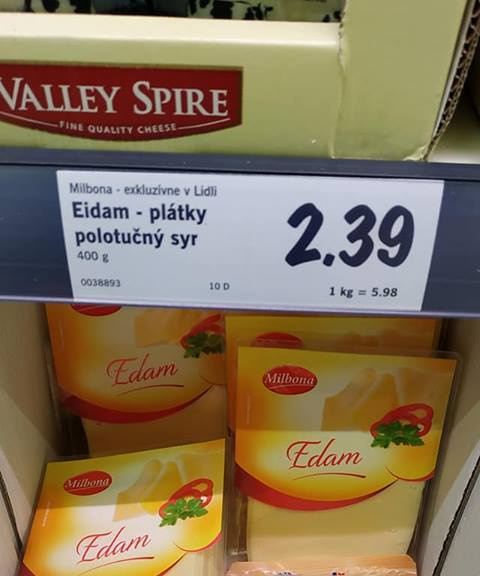 VALLEY SPIRE
FINE QUALITY CHEESE
Milbona - exkluzívne v Lidli
Eidam - plátky
polotučný syr
400 g
2.39
0038893
10 D
1 kg = 5.98
Edam
Milbona
Edam
Milbona
Edam